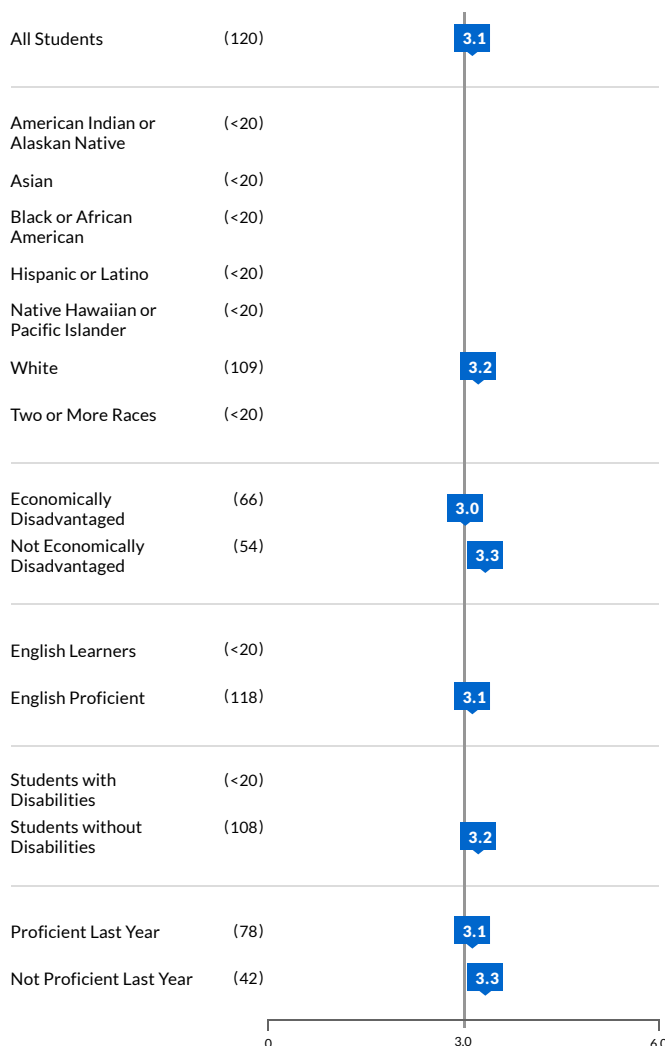 All Students (120) 3.1
American Indian or (<20)
Alaskan Native
Asian (<20)
Black or African (<20)
American
Hispanic or Latino (<20)
Native Hawaiian or (<20)
Pacific Islander
White (109) 3.2
Two or More Races (<20)
Economically (66) 3.0
Disadvantaged
Not Economically (54) 3.3
Disadvantaged
English Learners (<20)
English Proficient (118) 3.1
Students with (<20)
Disabilities
Students without (108) 3.2
Disabilities
Proficient Last Year (78) 3.1
Not Proficient Last Year (42) 3.3
0 3.0 6.0